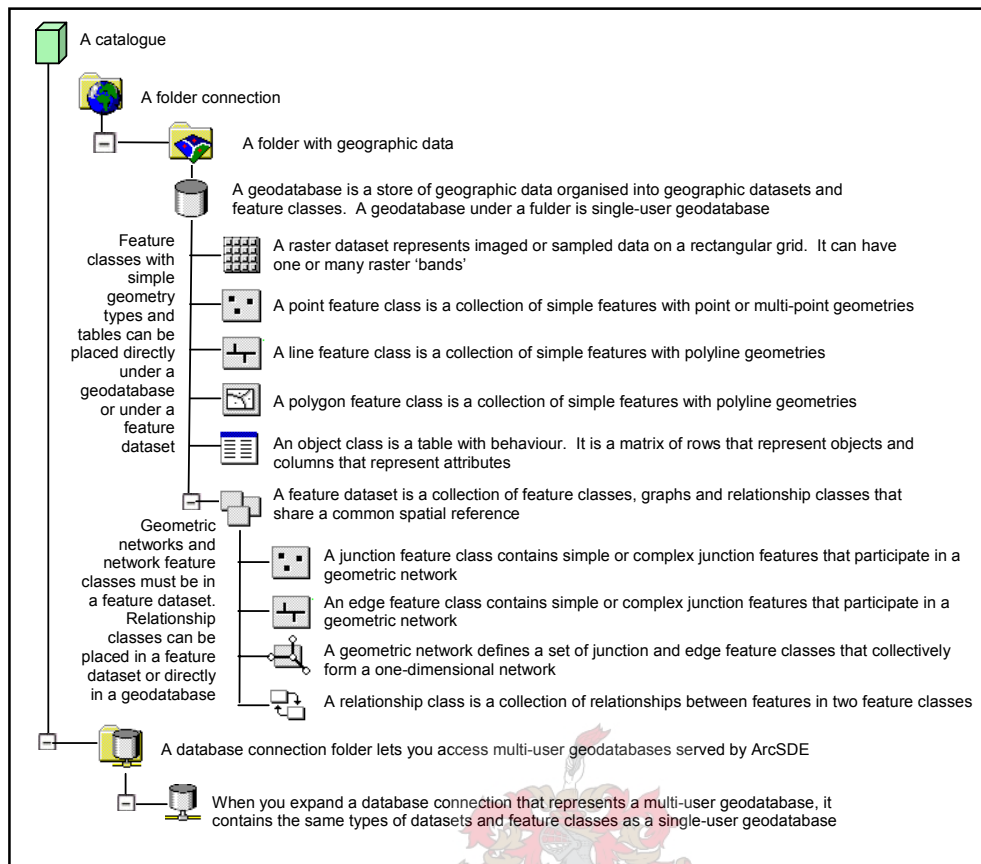 A catalogue
A folder connection
A folder with geographic data
A geodatabase is a store of geographic data organised into geographic datasets and
feature classes. A geodatabase under a fulder is single-user geodatabase
Feature
classes with
simple
geometry
types and
tables can be
placed directly
under a
geodatabase
or under a
feature
dataset
A raster dataset represents imaged or sampled data on a rectangular grid. It can have
one or many raster ‘bands’
A point feature class is a collection of simple features with point or multi-point geometries
A line feature class is a collection of simple features with polyline geometries
A polygon feature class is a collection of simple features with polyline geometries
An object class is a table with behaviour. It is a matrix of rows that represent objects and
columns that represent attributes
A feature dataset is a collection of feature classes, graphs and relationship classes that
share a common spatial reference
Geometric
networks and
network feature
classes must be in
a feature dataset.
Relationship
classes can be
placed in a feature
dataset or directly
in a geodatabase
A junction feature class contains simple or complex junction features that participate in a
geometric network
An edge feature class contains simple or complex junction features that participate in a
geometric network
A geometric network defines a set of junction and edge feature classes that collectively
form a one-dimensional network
A relationship class is a collection of relationships between features in two feature classes
A database connection folder lets you access multi-user geodatabases served by ArcSDE
When you expand a database connection that represents a multi-user geodatabase, it
contains the same types of datasets and feature classes as a single-user geodatabase